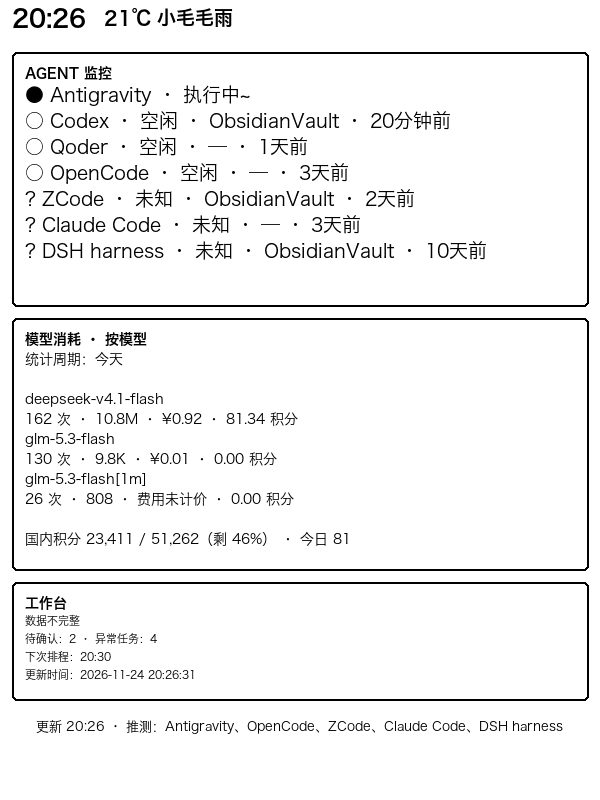 20:26 21℃ 小毛毛雨
AGENT 监控
● Antigravity · 执行中~
○ Codex · 空闲 · ObsidianVault · 20分钟前
○ Qoder · 空闲 · — · 1天前
○ OpenCode · 空闲 · — · 3天前
? ZCode · 未知 · ObsidianVault · 2天前
? Claude Code · 未知 · — · 3天前
? DSH harness · 未知 · ObsidianVault · 10天前
模型消耗 · 按模型
统计周期：今天
deepseek-v4.1-flash
162 次 · 10.8M · ¥0.92 · 81.34 积分
glm-5.3-flash
130 次 · 9.8K · ¥0.01 · 0.00 积分
glm-5.3-flash[1m]
26 次 · 808 · 费用未计价 · 0.00 积分
国内积分 23,411 / 51,262（剩 46%） · 今日 81
工作台
数据不完整
待确认：2 · 异常任务：4
下次排程：20:30
更新时间：2026-11-24 20:26:31
更新 20:26 · 推测：Antigravity、OpenCode、ZCode、Claude Code、DSH harness